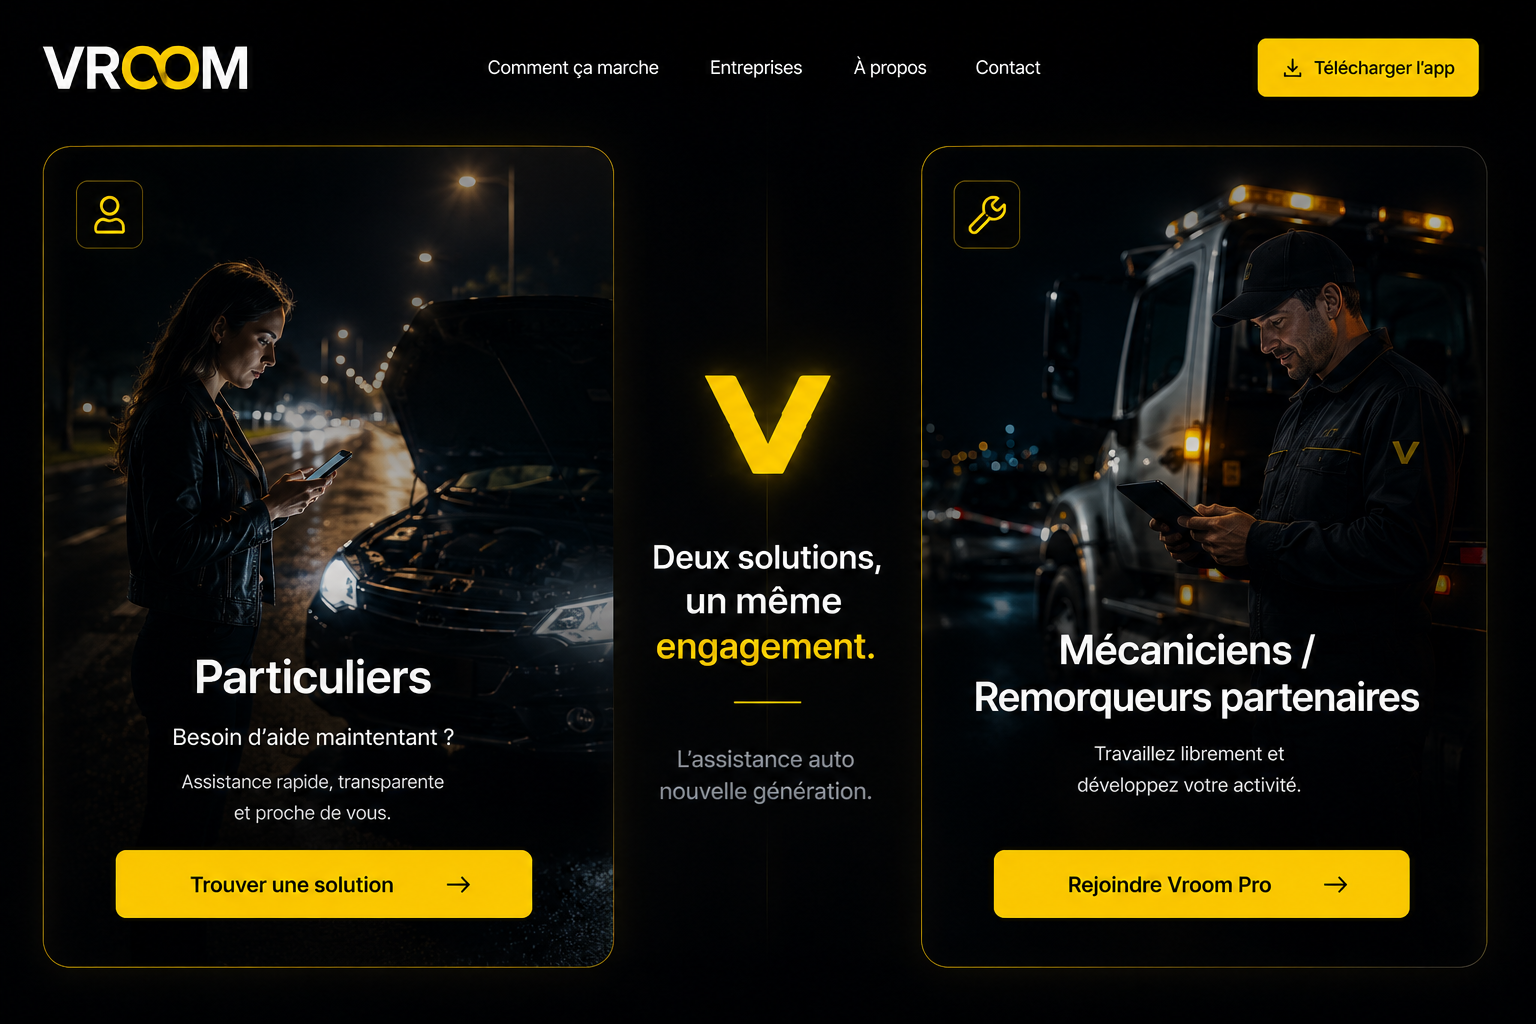 VROOM
Comment ça marche
Entreprises
À propos
Contact
Télécharger l'app
Particuliers
Besoin d'aide maintentant ?
Assistance rapide, transparente
et proche de vous.
Trouver une solution
V
Deux solutions,
un même
engagement.
L'assistance auto
nouvelle génération.
V
Mécaniciens /
Remorqueurs partenaires
Travaillez librement et
développez votre activité.
Rejoindre Vroom Pro